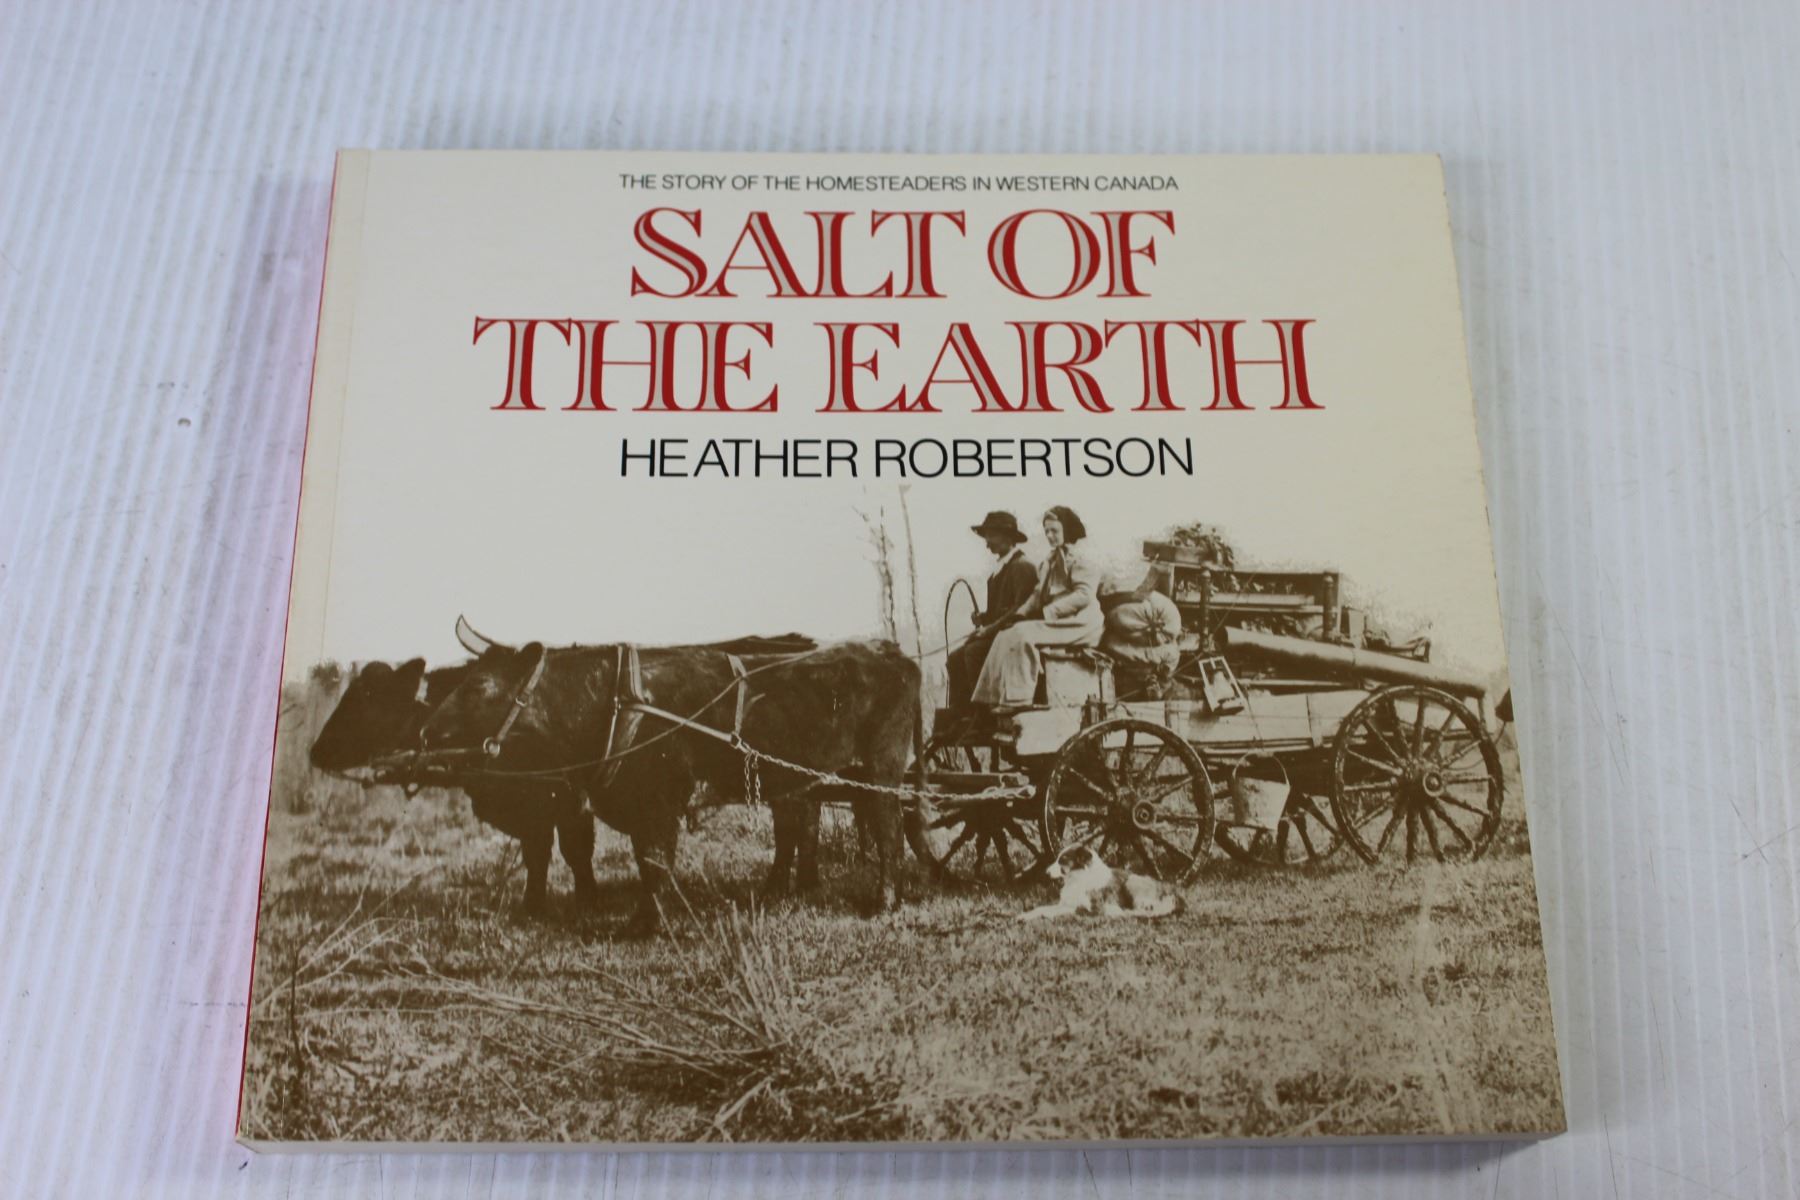 THE STORY OF THE HOMESTEADERS IN WESTERN CANADA
SALT OF
THE EARTH
HEATHER ROBERTSON